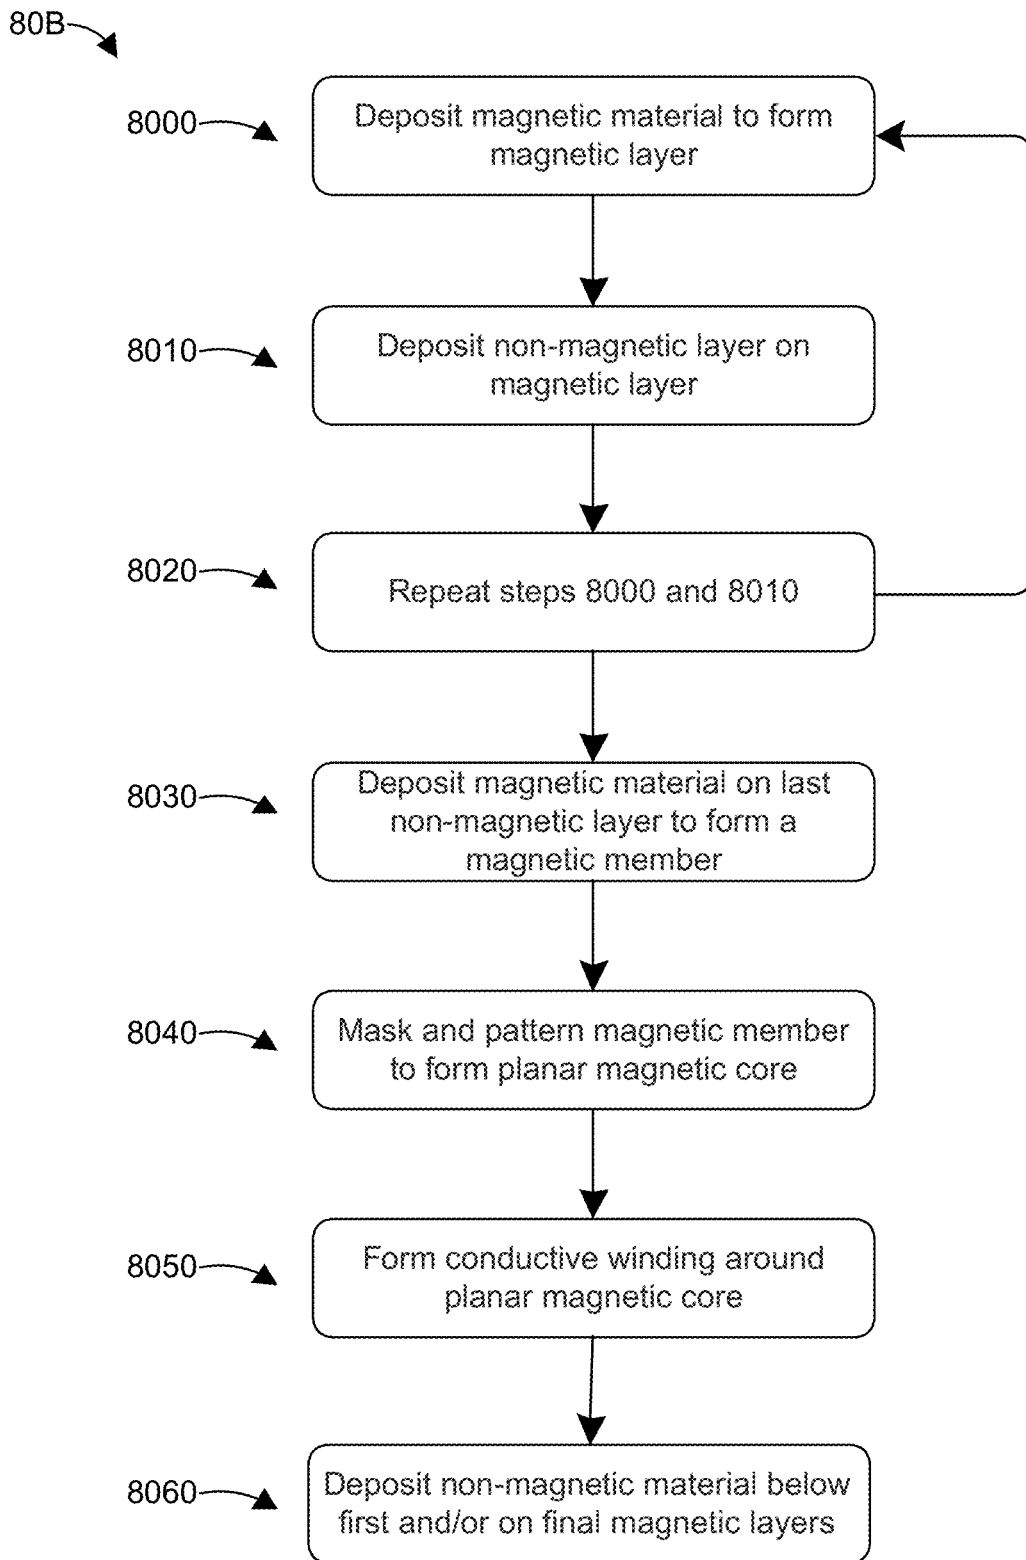 80B
8000
Deposit magnetic material to form
magnetic layer
8010
Deposit non-magnetic layer on
magnetic layer
8020
Repeat steps 8000 and 8010
8030
Deposit magnetic material on last
non-magnetic layer to form a
magnetic member
8040
Mask and pattern magnetic member
to form planar magnetic core
8050
Form conductive winding around
planar magnetic core
8060
Deposit non-magnetic material below
first and/or on final magnetic layers